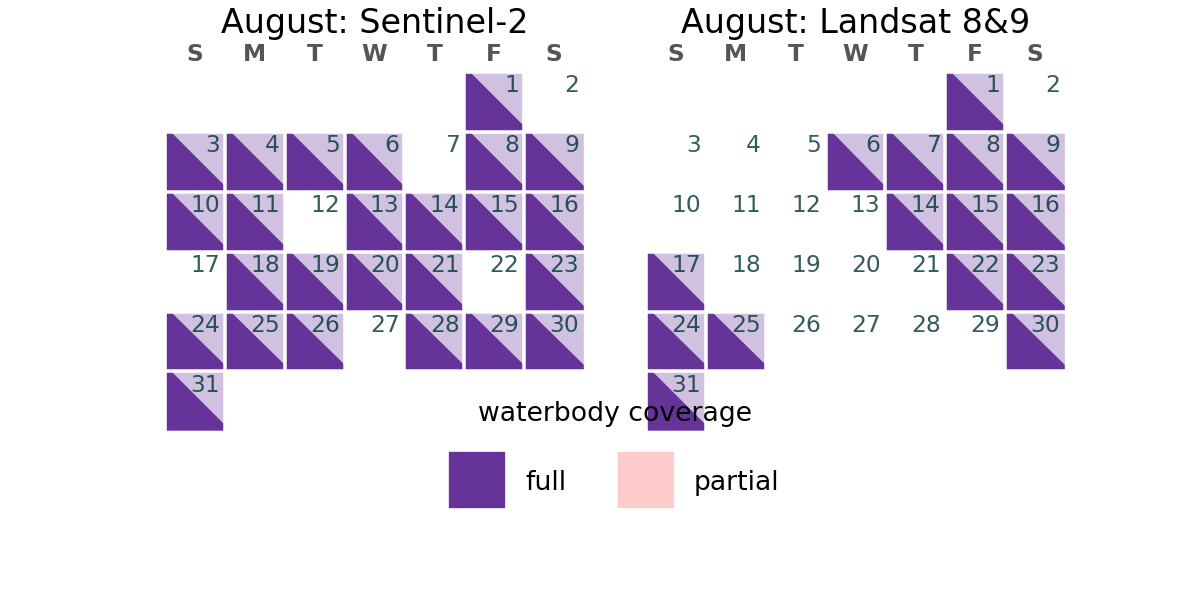 August: Sentinel-2
S M T W T F S
1 2
3 4 5 6 7 8 9
10 11 12 13 14 15 16
17 18 19 20 21 22 23
24 25 26 27 28 29 30
31
August: Landsat 8&9
S M T W T F S
1 2
3 4 5 6 7 8 9
10 11 12 13 14 15 16
17 18 19 20 21 22 23
24 25 26 27 28 29 30
31
waterbody coverage
full partial